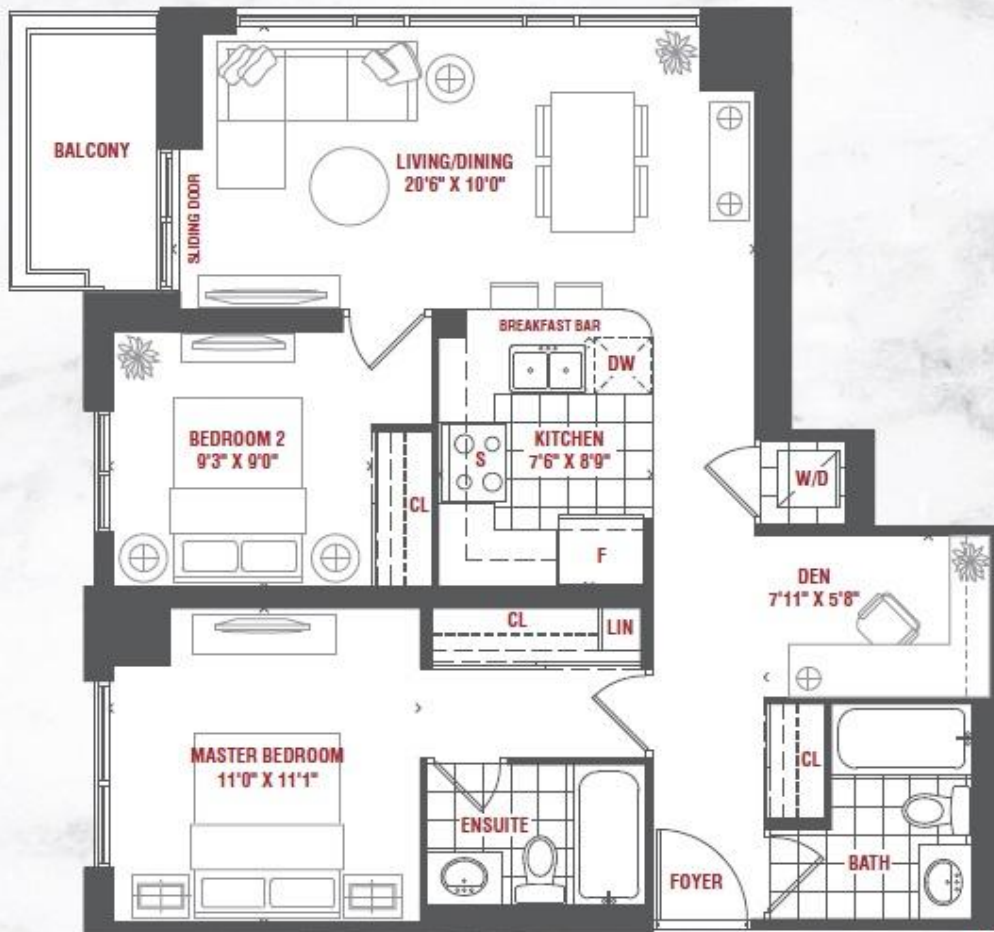 BALCONY
SLIDING DOOR
LIVING/DINING
20'6" X 10'0"
BREAKFAST BAR
DW
BEDROOM 2
9'3" X 9'0"
CL
S
KITCHEN
7'6" X 8'9"
W/D
F
DEN
7'11" X 5'8"
CL
LIN
MASTER BEDROOM
11'0" X 11'1"
CL
ENSUITE
FOYER
BATH